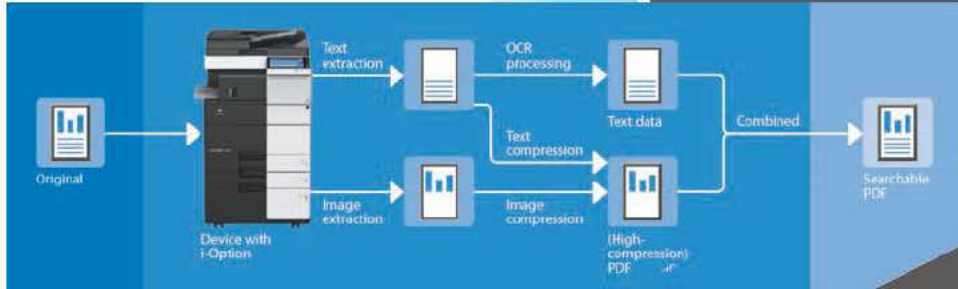 Original
Device with
i-Option
Text
extraction
Image
extraction
OCR
processing
Text
compression
Image
compression
Text data
(High-
compression)
PDF
Combined
Searchable
PDF